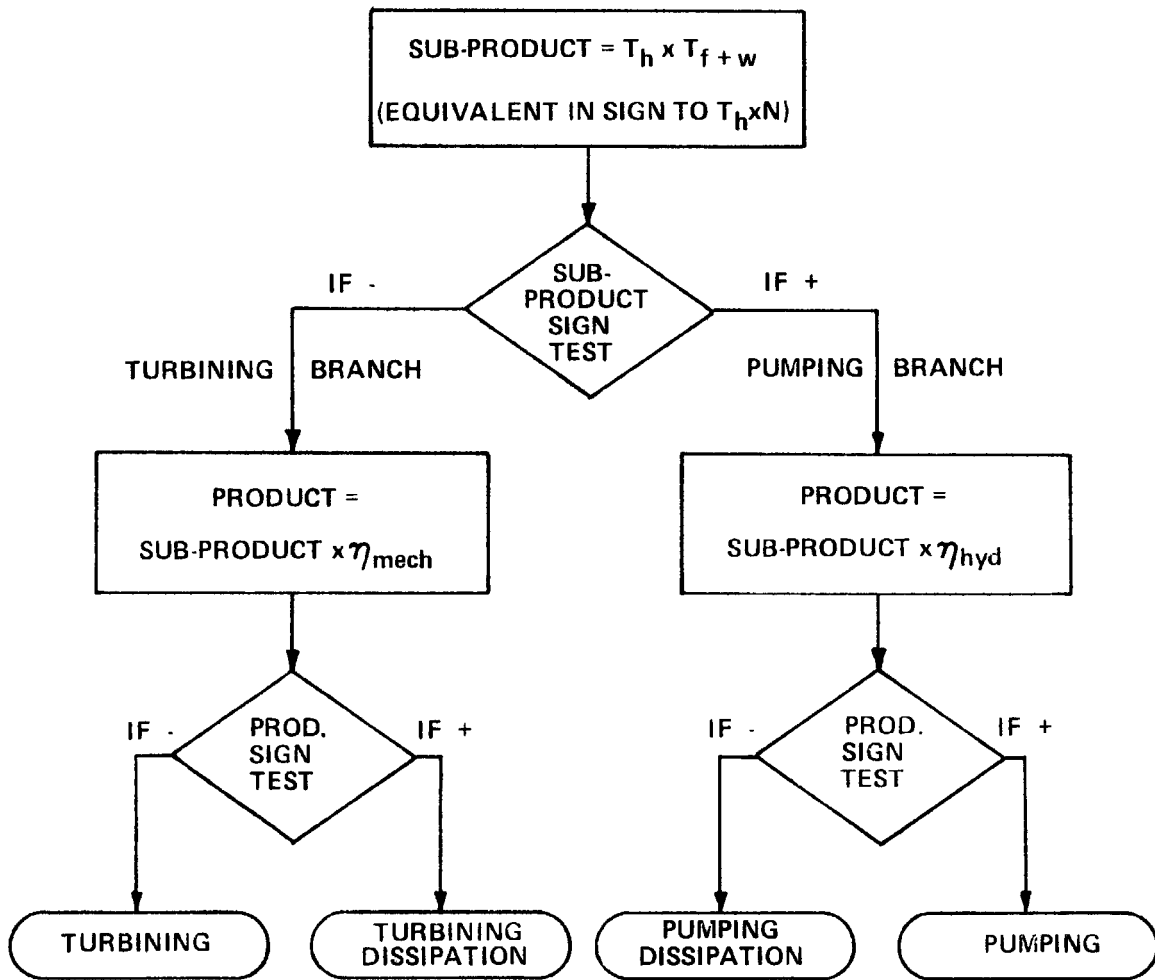 SUB-PRODUCT = T_h x T_f + w
(EQUIVALENT IN SIGN TO T_h xN)
IF -
SUB-
PRODUCT
SIGN
TEST
IF +
TURBINING BRANCH
PUMPING BRANCH
PRODUCT =
SUB-PRODUCT x η_mech
PRODUCT =
SUB-PRODUCT x η_hyd
IF -
PROD.
SIGN
TEST
IF +
IF -
PROD.
SIGN
TEST
IF +
TURBINING
TURBINING
DISSIPATION
PUMPING
DISSIPATION
PUMPING